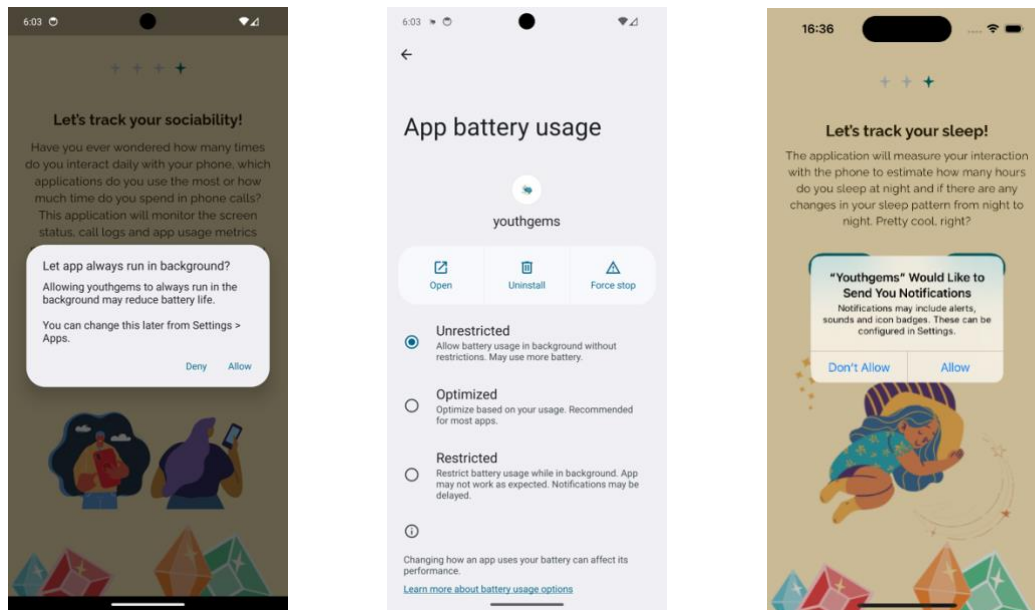 6:03
Let's track your sociability!
Have you ever wondered how many times
do you interact daily with your phone, which
applications do you use the most or how
much time do you spend in phone calls?
This application will monitor the screen
status, call logs and app usage metrics
Let app always run in background?
Allowing youthgems to always run in the
background may reduce battery life.
You can change this later from Settings >
Apps.
Deny Allow
6:03
App battery usage
youthgems
Open Uninstall Force stop
Unrestricted
Allow battery usage in background without
restrictions. May use more battery.
Optimized
Optimize based on your usage. Recommended
for most apps.
Restricted
Restrict battery usage while in background. App
may not work as expected. Notifications may be
delayed.
Changing how an app uses your battery can affect its
performance.
Learn more about battery usage options
16:36
Let's track your sleep!
The application will measure your interaction
with the phone to estimate how many hours
do you sleep at night and if there are any
changes in your sleep pattern from night to
night. Pretty cool, right?
"Youthgems" Would Like to
Send You Notifications
Notifications may include alerts,
sounds and icon badges. These can be
configured in Settings.
Don't Allow Allow